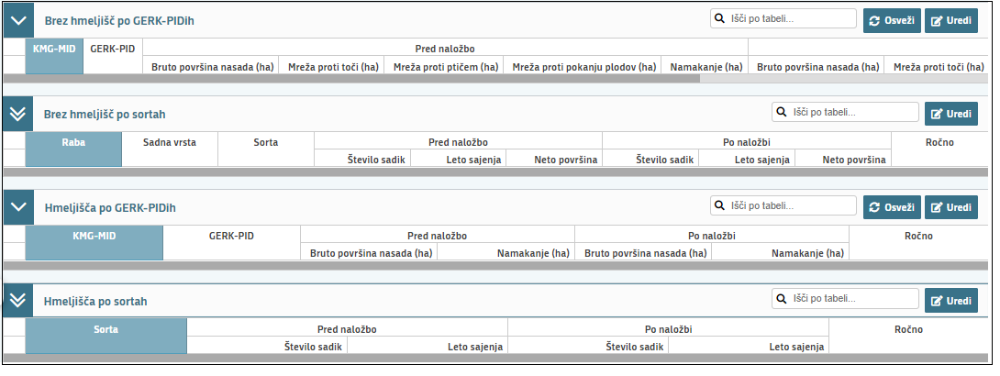 Brez hmeljišč po GERK-PIDih Išči po tabeli... Osveži Uredi
KMG-MID GERK-PID Pred naložbo
Bruto površina nasada (ha) Mreža proti toči (ha) Mreža proti ptičem (ha) Mreža proti pokanju plodov (ha) Namakanje (ha) Bruto površina nasada (ha) Mreža proti toči (ha)
Brez hmeljišč po sortah Išči po tabeli... Uredi
Raba Sadna vrsta Sorta Pred naložbo Po naložbi Ročno
Število sadik Leto sajenja Neto površina Število sadik Leto sajenja Neto površina
Hmeljišča po GERK-PIDih Išči po tabeli... Osveži Uredi
KMG-MID GERK-PID Pred naložbo Po naložbi Ročno
Bruto površina nasada (ha) Namakanje (ha) Bruto površina nasada (ha) Namakanje (ha)
Hmeljišča po sortah Išči po tabeli... Uredi
Sorta Pred naložbo Po naložbi Ročno
Število sadik Leto sajenja Število sadik Leto sajenja